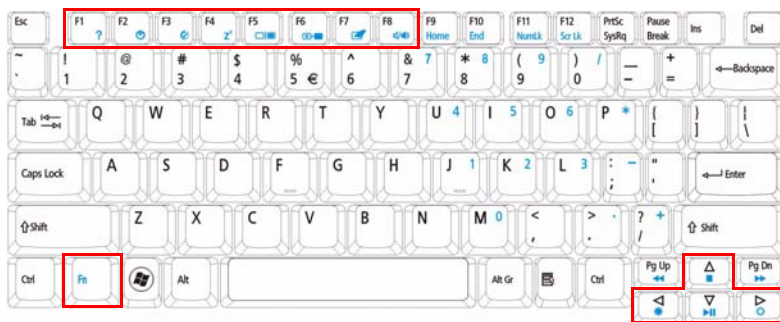 Esc F1 ? F2 F3 F4 zᶻ F5 F6 F7 F8 F9 Home F10 End F11 NumLk F12 Scr Lk PrtSc SysRq Pause Break Ins Del
~ ` ! 1 @ 2 # 3 $ 4 % 5 € ^ 6 & 7 7 * 8 8 ( 9 9 ) 0 / _ - + = Backspace
Tab Q W E R T Y U 4 I 5 O 6 P * { [ } ] | \
Caps Lock A S D F G H J 1 K 2 L 3 : ; - " ' Enter
Shift Z X C V B N M 0 < , > . . ? / + Shift
Ctrl Fn Alt Alt Gr Ctrl Pg Up Pg Dn